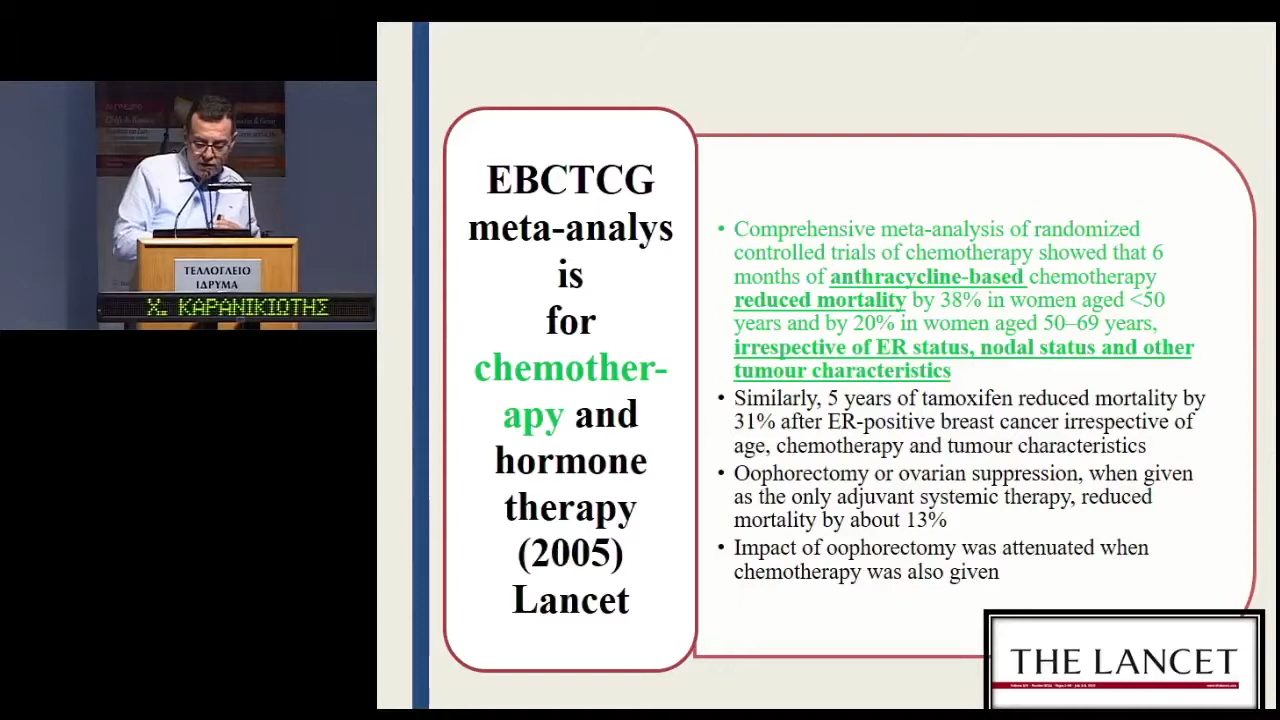 ΤΕΛΛΟΓΛΕΙΟ
ΙΔΡΥΜΑ
Χ. ΚΑΡΑΝΙΚΙΩΤΗΣ
EBCTCG
meta-analys
is
for
chemother-
apy and
hormone
therapy
(2005)
Lancet
• Comprehensive meta-analysis of randomized
controlled trials of chemotherapy showed that 6
months of anthracycline-based chemotherapy
reduced mortality by 38% in women aged <50
years and by 20% in women aged 50–69 years,
irrespective of ER status, nodal status and other
tumour characteristics
• Similarly, 5 years of tamoxifen reduced mortality by
31% after ER-positive breast cancer irrespective of
age, chemotherapy and tumour characteristics
• Oophorectomy or ovarian suppression, when given
as the only adjuvant systemic therapy, reduced
mortality by about 13%
• Impact of oophorectomy was attenuated when
chemotherapy was also given
THE LANCET